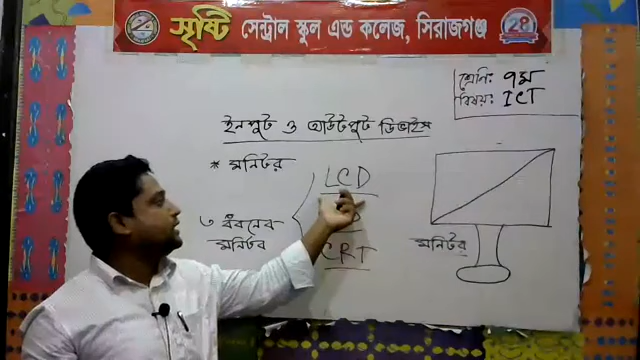 সৃষ্টি সেন্ট্রাল স্কুল এন্ড কলেজ, সিরাজগঞ্জ
28
শ্রেনি: ৭ম
বিষয়: ICT
ইনপুট ও আউটপুট ডিভাইস
* মনিটর
LCD
৩ ধরনের
মনিটর
CRT
মনিটর